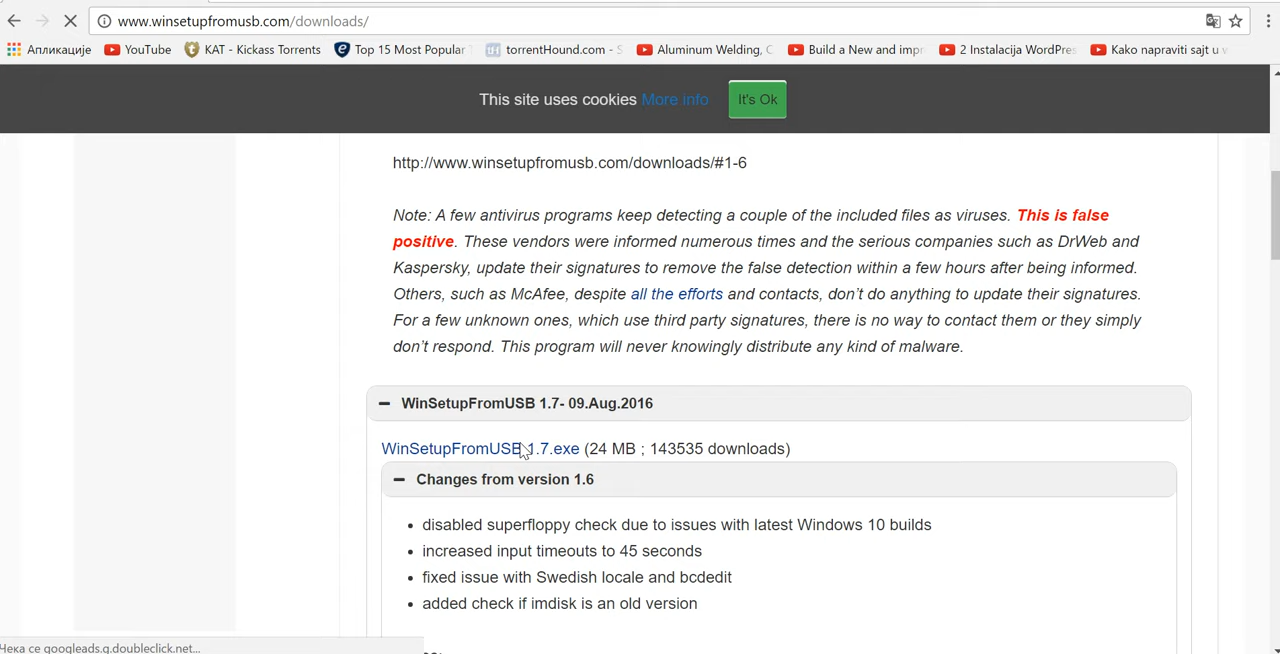 www.winsetupfromusb.com/downloads/
Апликације YouTube KAT - Kickass Torrents Top 15 Most Popular torrentHound.com - S Aluminum Welding, C Build a New and impr 2 Instalacija WordPres Kako napraviti sajt u w
This site uses cookies More info It's Ok
http://www.winsetupfromusb.com/downloads/#1-6
Note: A few antivirus programs keep detecting a couple of the included files as viruses. This is false
positive. These vendors were informed numerous times and the serious companies such as DrWeb and
Kaspersky, update their signatures to remove the false detection within a few hours after being informed.
Others, such as McAfee, despite all the efforts and contacts, don’t do anything to update their signatures.
For a few unknown ones, which use third party signatures, there is no way to contact them or they simply
don’t respond. This program will never knowingly distribute any kind of malware.
WinSetupFromUSB 1.7- 09.Aug.2016
WinSetupFromUSB 1.7.exe (24 MB ; 143535 downloads)
Changes from version 1.6
disabled superfloppy check due to issues with latest Windows 10 builds
increased input timeouts to 45 seconds
fixed issue with Swedish locale and bcdedit
added check if imdisk is an old version
Чека се googleads.g.doubleclick.net...